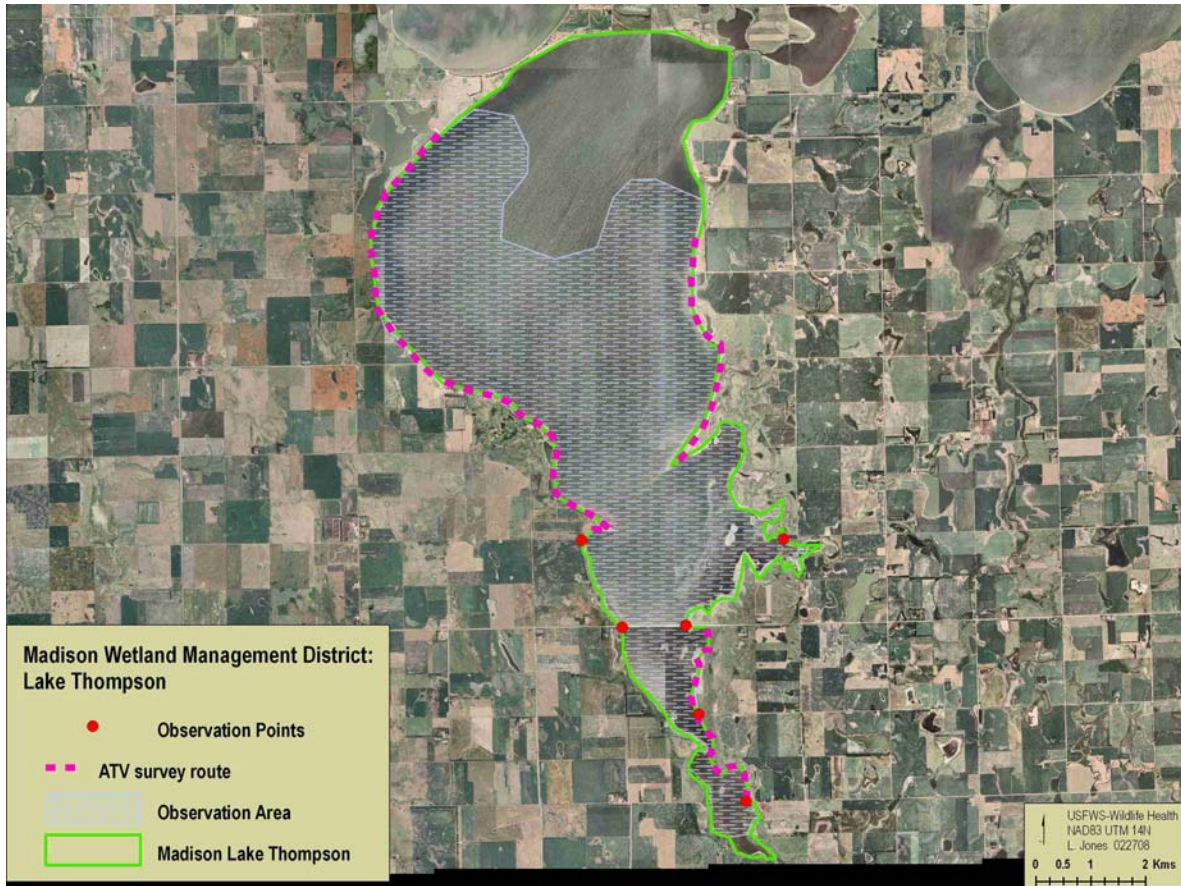 Madison Wetland Management District:
Lake Thompson
Observation Points
ATV survey route
Observation Area
Madison Lake Thompson
USFWS-Wildlife Health
NAD83 UTM 14N
L. Jones 022708
0 0.5 1 2 Kms